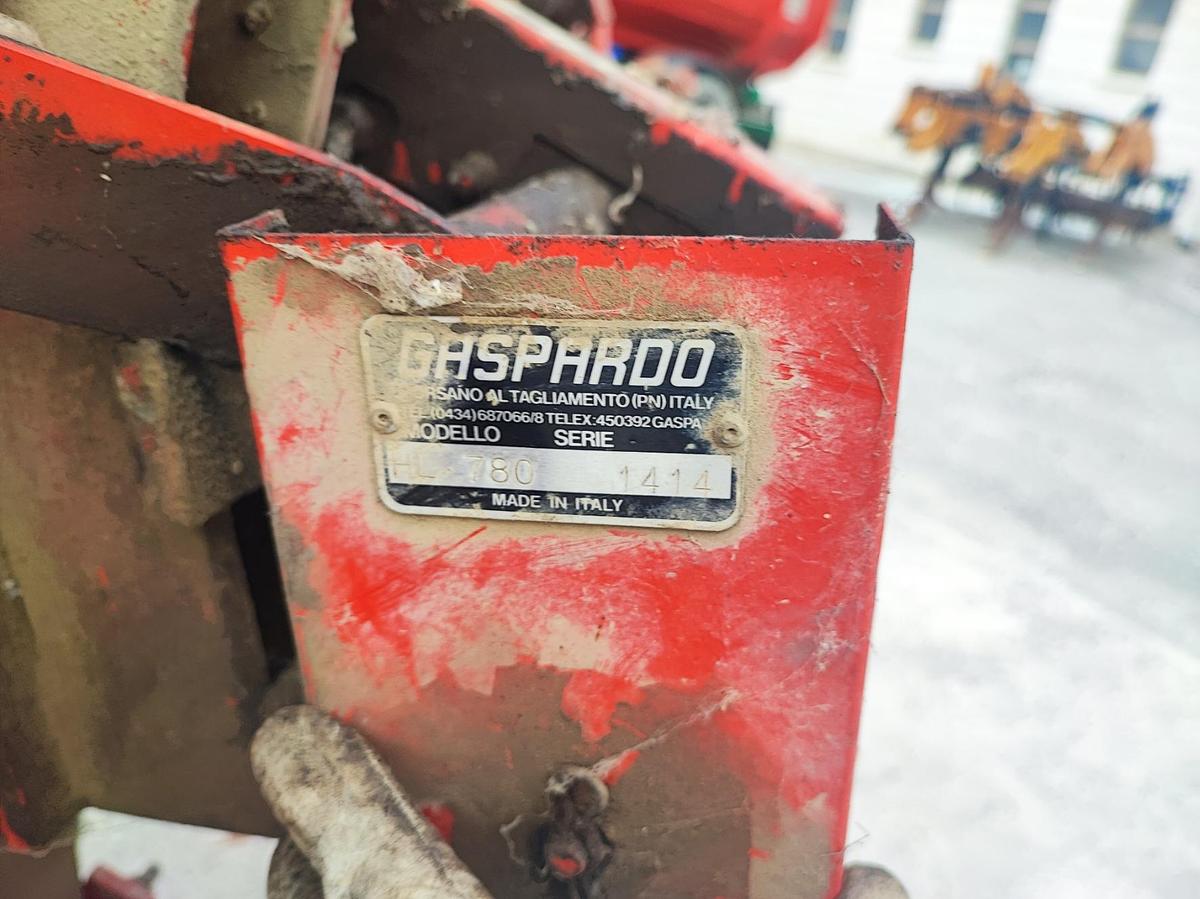 GASPARDO
MORSANO AL TAGLIAMENTO (PN) ITALY
TEL (0434) 687066/8 TELEX: 450392 GASPA
MODELLO SERIE
HL-780 1414
MADE IN ITALY